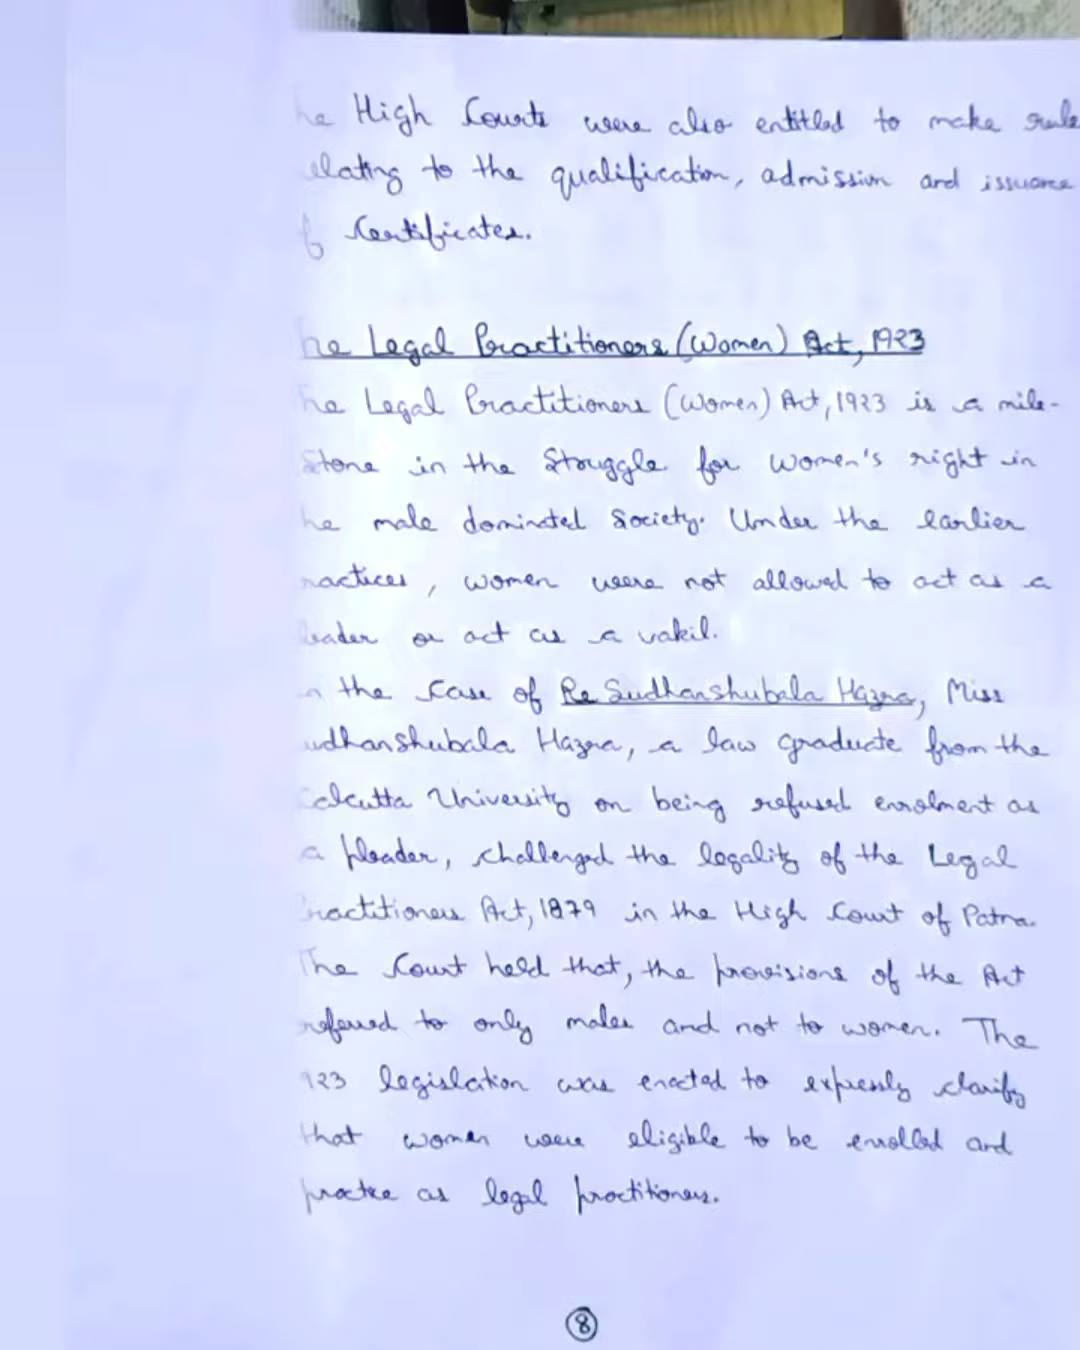 he High Courts were also entitled to make rule
elating to the qualification, admission and issuance
f Certificates.
he Legal Practitioners (Women) Act, 1923
he Legal Practitioners (Women) Act, 1923 is a mile-
stone in the struggle for women's right in
he male dominated society. Under the earlier
ractices, women were not allowed to act as a
leader or act as a vakil.
n the case of Re Sudhanshubala Hazra, Miss
udhanshubala Hazra, a law graduate from the
Calcutta University on being refused enrolment as
a pleader, challenged the legality of the Legal
ractitioners Act, 1879 in the High Court of Patna.
The Court held that, the provisions of the Act
referred to only males and not to women. The
923 legislation was enacted to expressly clarify
that women were eligible to be enrolled and
practice as legal practitioners.
8